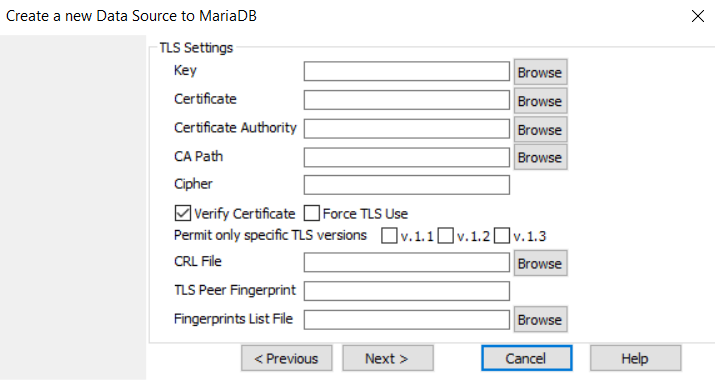 Create a new Data Source to MariaDB
TLS Settings
Key Browse
Certificate Browse
Certificate Authority Browse
CA Path Browse
Cipher
Verify Certificate Force TLS Use
Permit only specific TLS versions v.1.1 v.1.2 v.1.3
CRL File Browse
TLS Peer Fingerprint
Fingerprints List File Browse
< Previous Next > Cancel Help